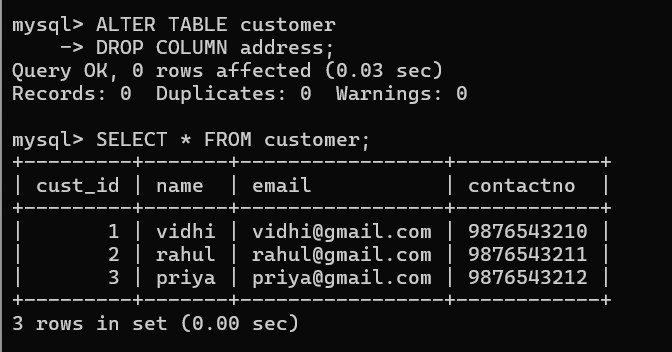 mysql> ALTER TABLE customer
    -> DROP COLUMN address;
Query OK, 0 rows affected (0.03 sec)
Records: 0  Duplicates: 0  Warnings: 0

mysql> SELECT * FROM customer;
+---------+-------+-----------------+------------+
| cust_id | name  | email           | contactno  |
+---------+-------+-----------------+------------+
|       1 | vidhi | vidhi@gmail.com | 9876543210 |
|       2 | rahul | rahul@gmail.com | 9876543211 |
|       3 | priya | priya@gmail.com | 9876543212 |
+---------+-------+-----------------+------------+
3 rows in set (0.00 sec)